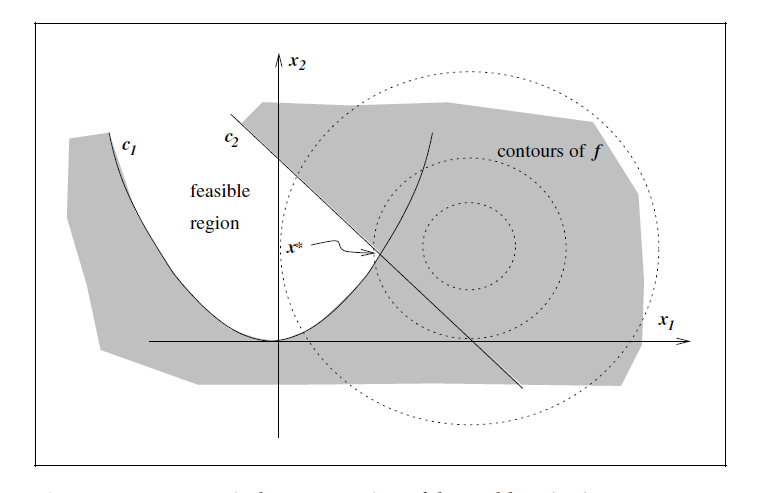 x2
c1
c2
contours of f
feasible
region
x*
x1